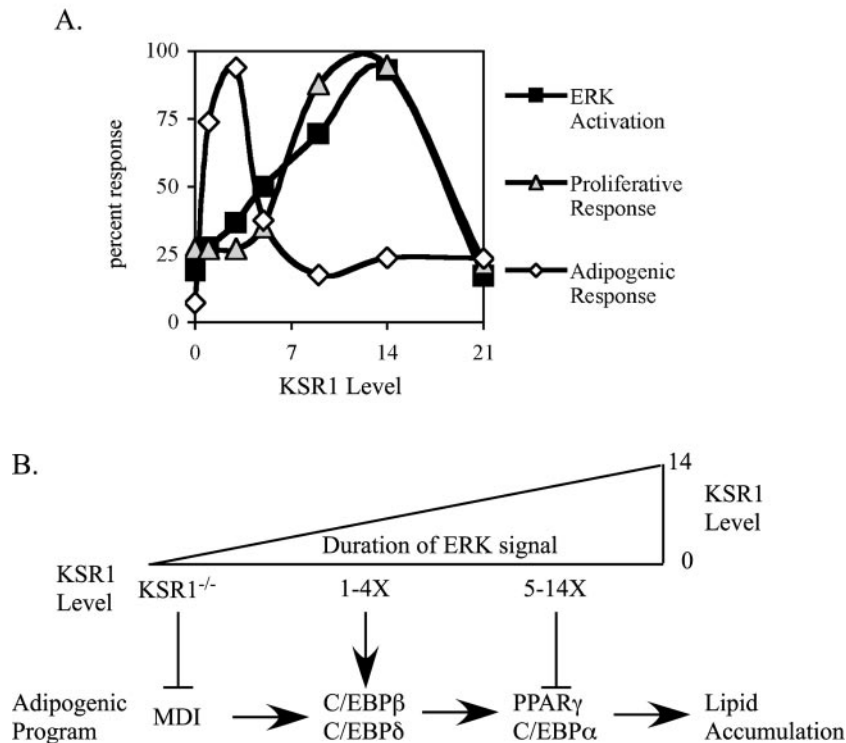 A.
100
75
50
25
0
percent response
0 7 14 21
KSR1 Level
ERK
Activation
Proliferative
Response
Adipogenic
Response
B.
14
KSR1
Level
0
Duration of ERK signal
KSR1
Level
KSR1-/-
1-4X
5-14X
Adipogenic
Program
MDI
C/EBPβ
C/EBPδ
PPARγ
C/EBPα
Lipid
Accumulation